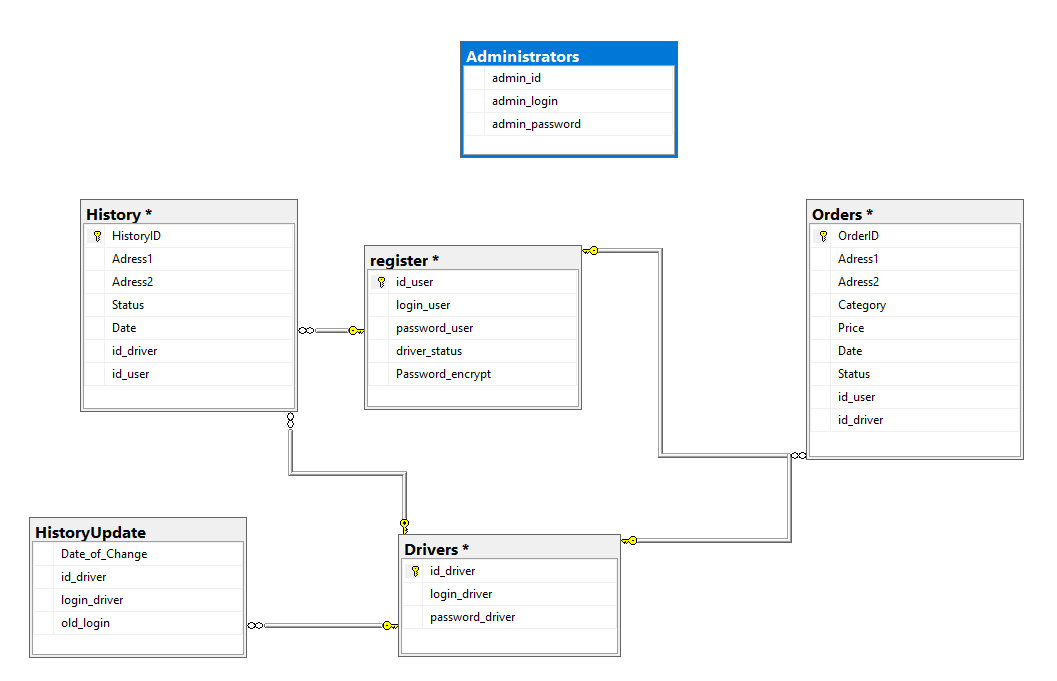 Administrators
admin_id
admin_login
admin_password
History *
HistoryID
Adress1
Adress2
Status
Date
id_driver
id_user
register *
id_user
login_user
password_user
driver_status
Password_encrypt
Orders *
OrderID
Adress1
Adress2
Category
Price
Date
Status
id_user
id_driver
HistoryUpdate
Date_of_Change
id_driver
login_driver
old_login
Drivers *
id_driver
login_driver
password_driver